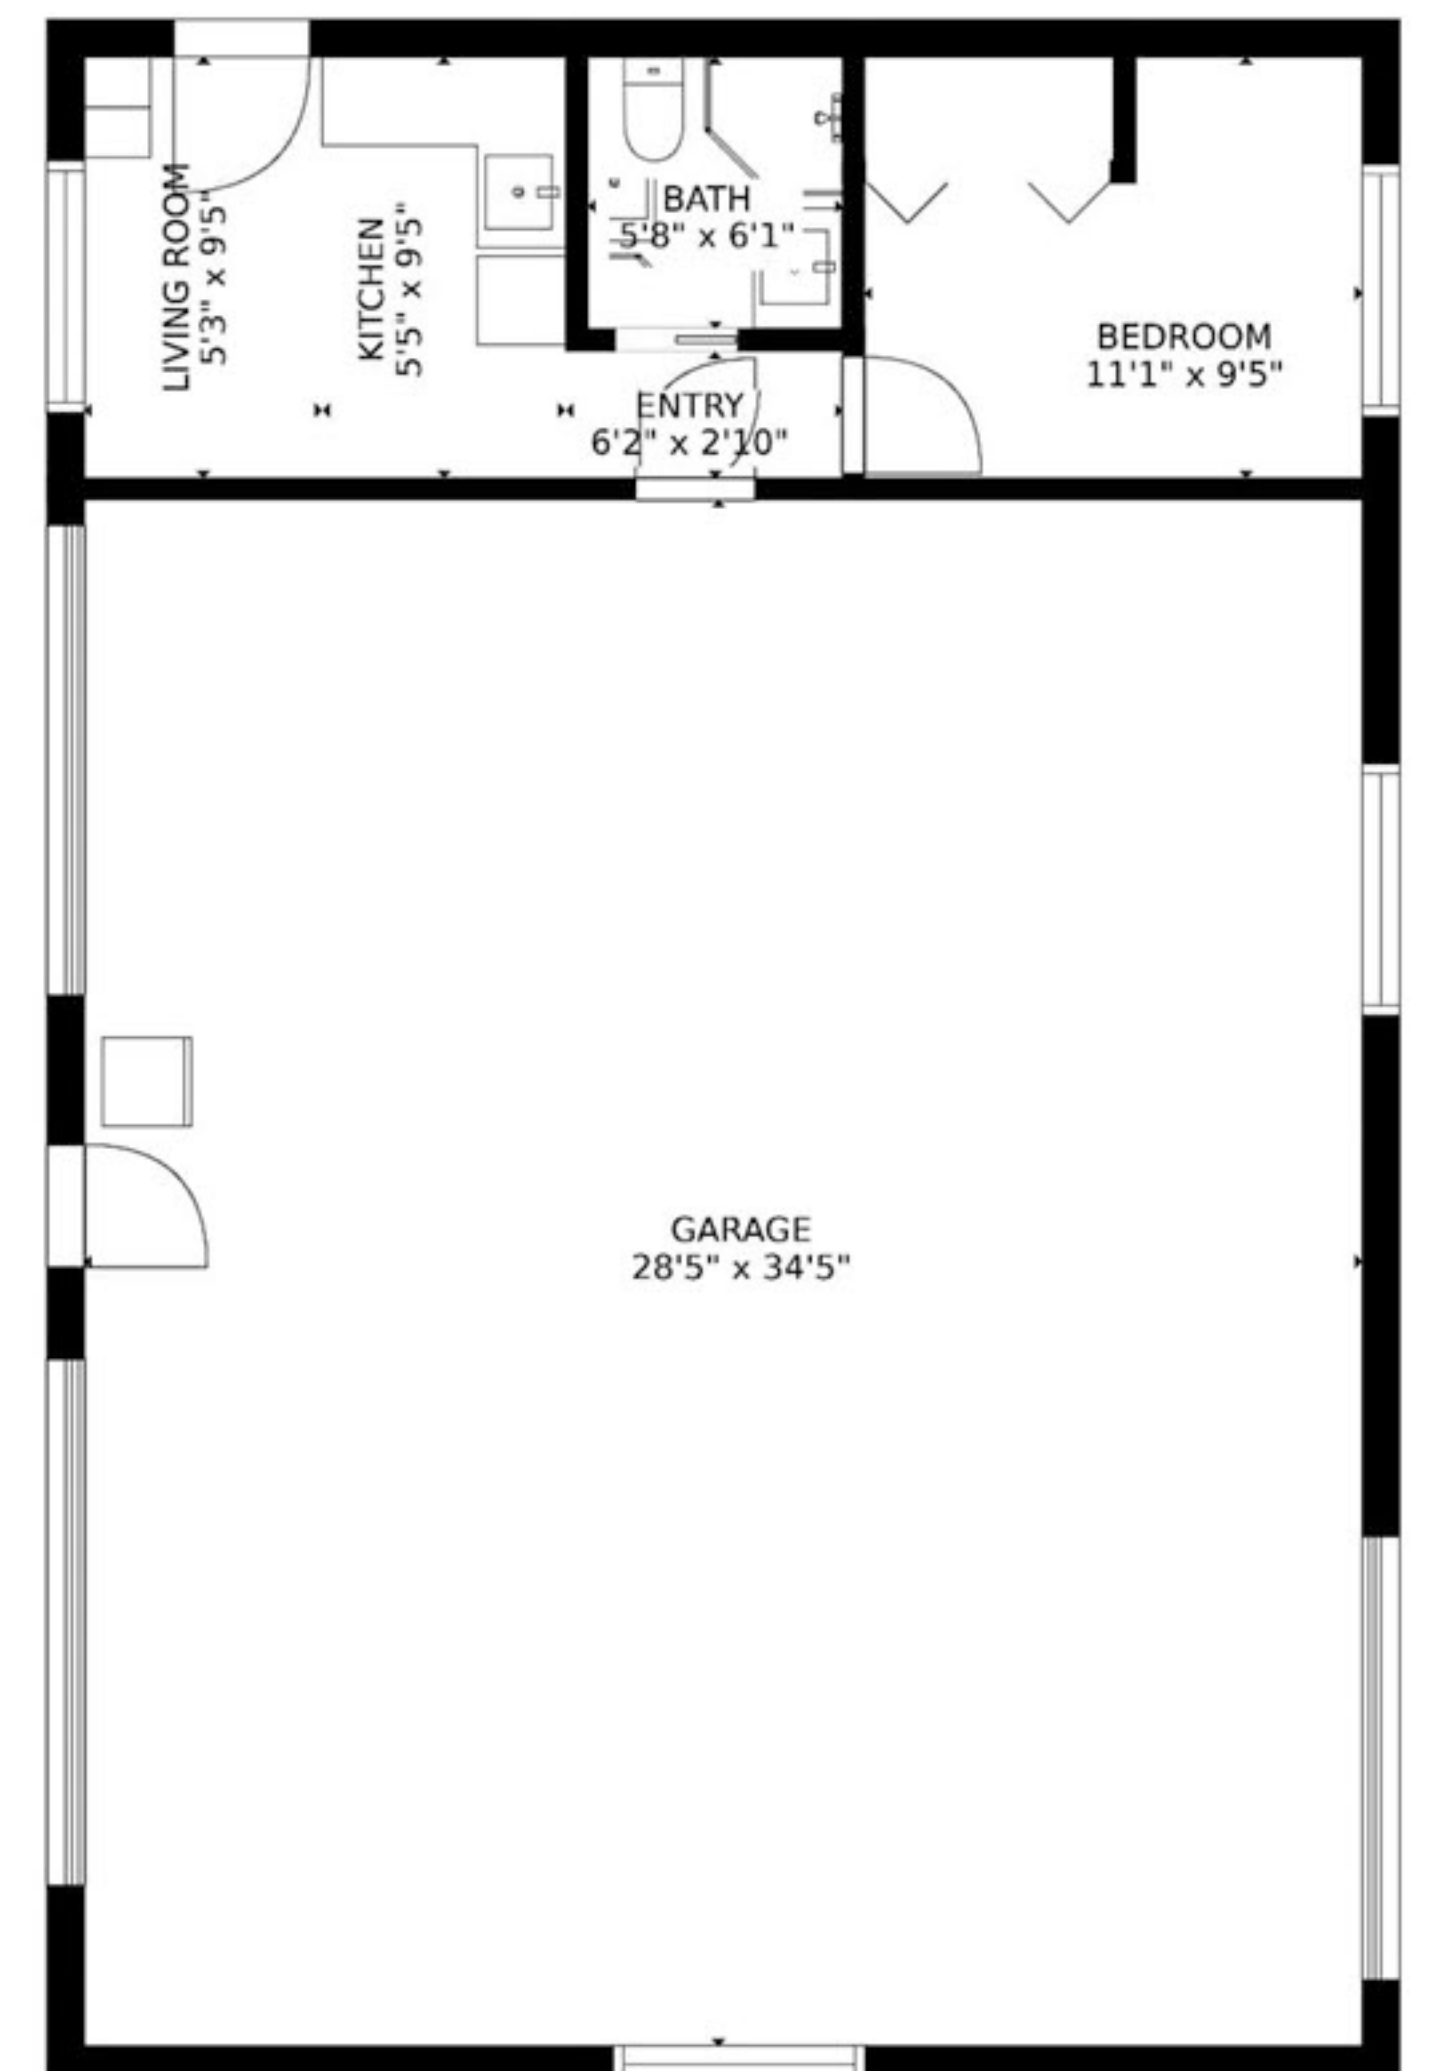 LIVING ROOM
5'3" x 9'5"
KITCHEN
5'5" x 9'5"
BATH
5'8" x 6'1"
BEDROOM
11'1" x 9'5"
ENTRY
6'2" x 2'10"
GARAGE
28'5" x 34'5"